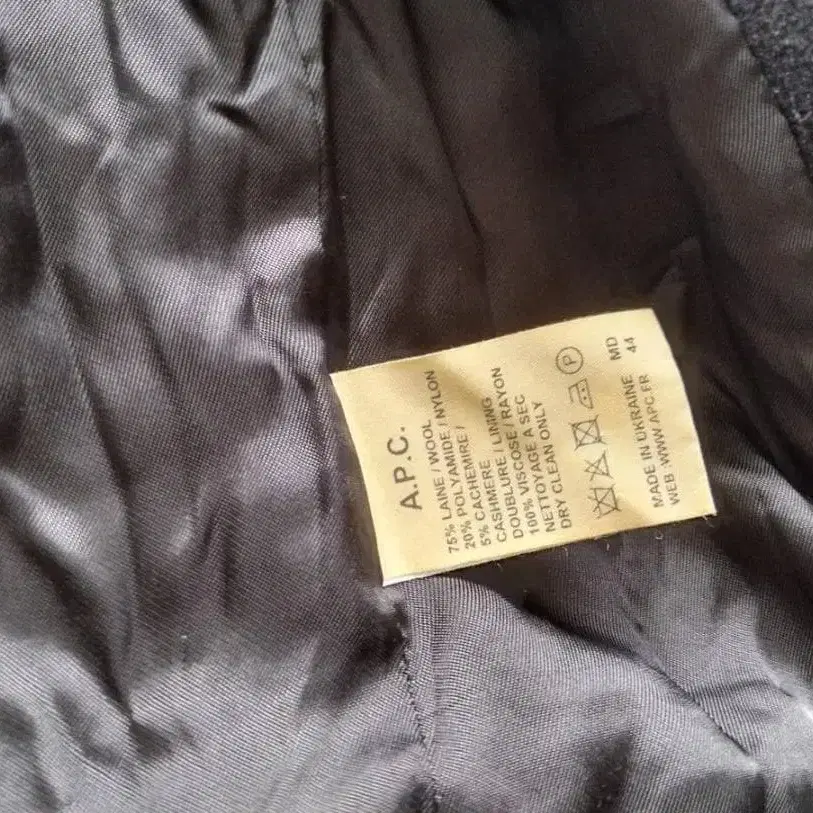 A.P.C.
75% LAINE / WOOL
20% POLYAMIDE / NYLON
5% CACHEMIRE /
CASHMERE
DOUBLURE / LINING
100% VISCOSE / RAYON
NETTOYAGE A SEC
DRY CLEAN ONLY
P
MADE IN UKRAINE MD
WEB :WWW.APC.FR 44